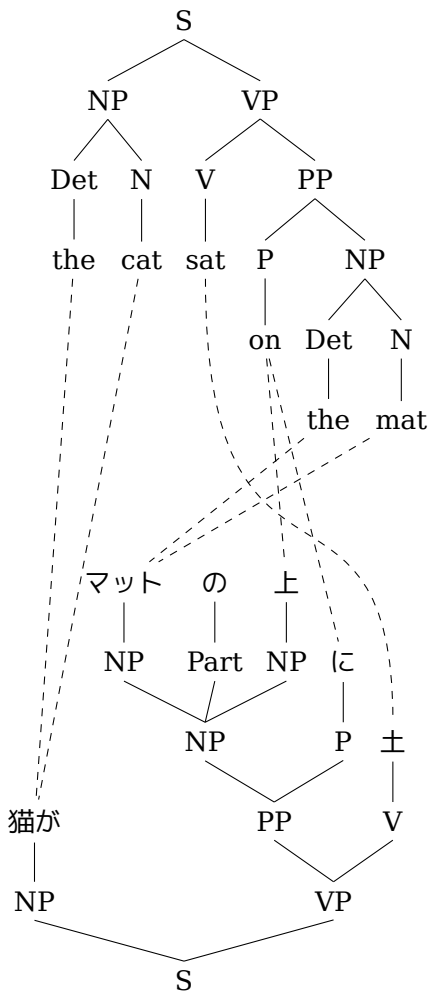 S
NP VP
Det N V PP
the cat sat P NP
on Det N
the mat
マット の 上
NP Part NP に
NP P 土
猫が PP V
NP VP
S